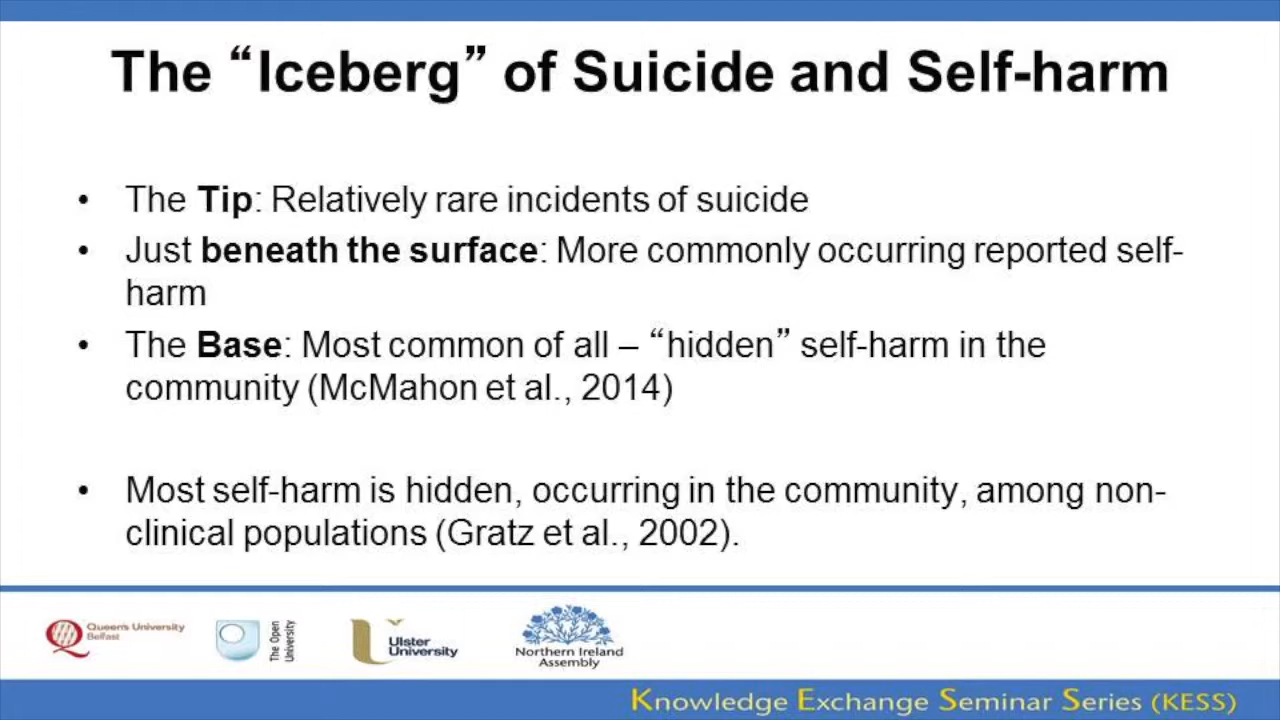 The “Iceberg” of Suicide and Self-harm
• The Tip: Relatively rare incidents of suicide
• Just beneath the surface: More commonly occurring reported self-
harm
• The Base: Most common of all – “hidden” self-harm in the
community (McMahon et al., 2014)
• Most self-harm is hidden, occurring in the community, among non-
clinical populations (Gratz et al., 2002).
Queen's University
Belfast
The Open
University
Ulster
University
Northern Ireland
Assembly
Knowledge Exchange Seminar Series (KESS)